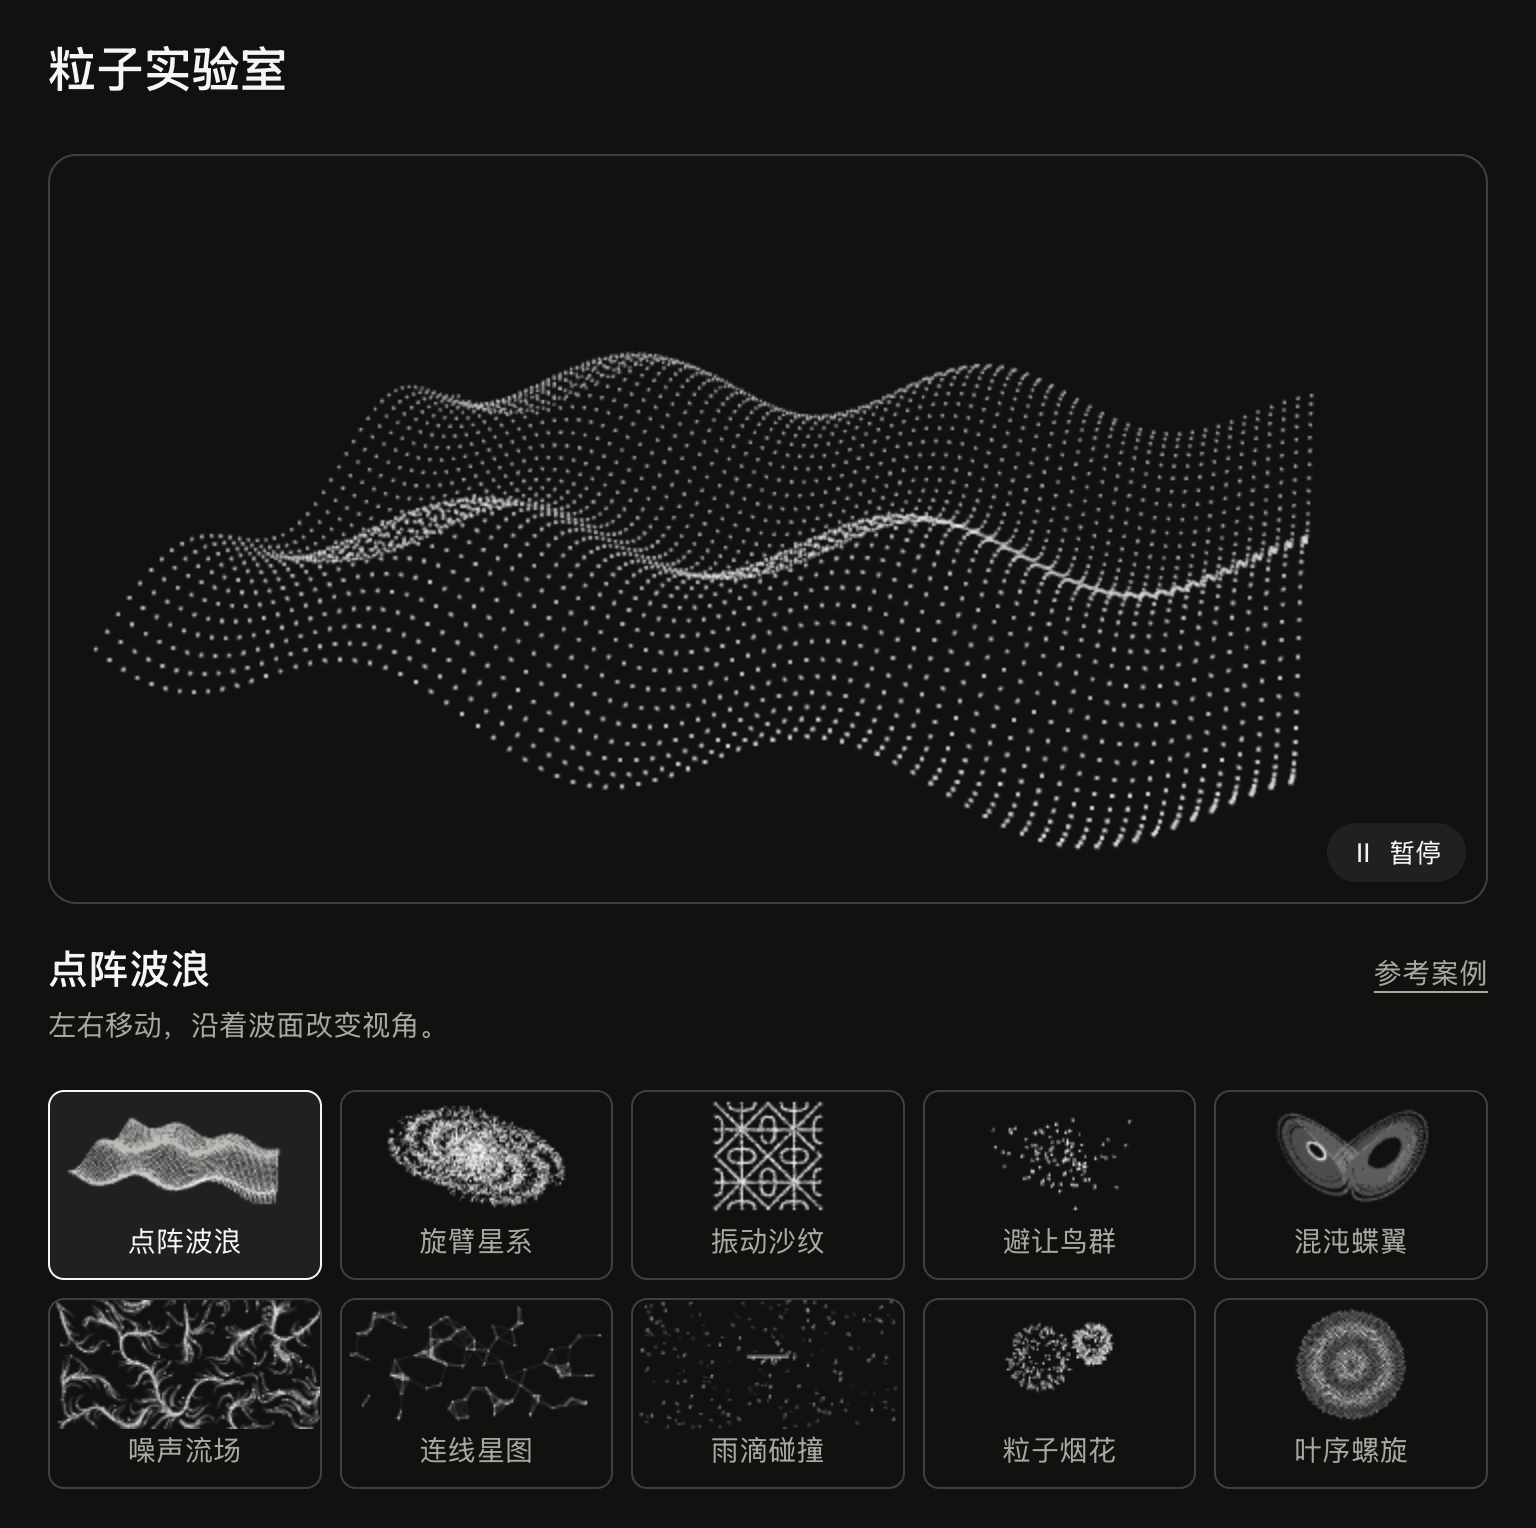 粒子实验室
暂停
点阵波浪
参考案例
左右移动，沿着波面改变视角。
点阵波浪
旋臂星系
振动沙纹
避让鸟群
混沌蝶翼
噪声流场
连线星图
雨滴碰撞
粒子烟花
叶序螺旋